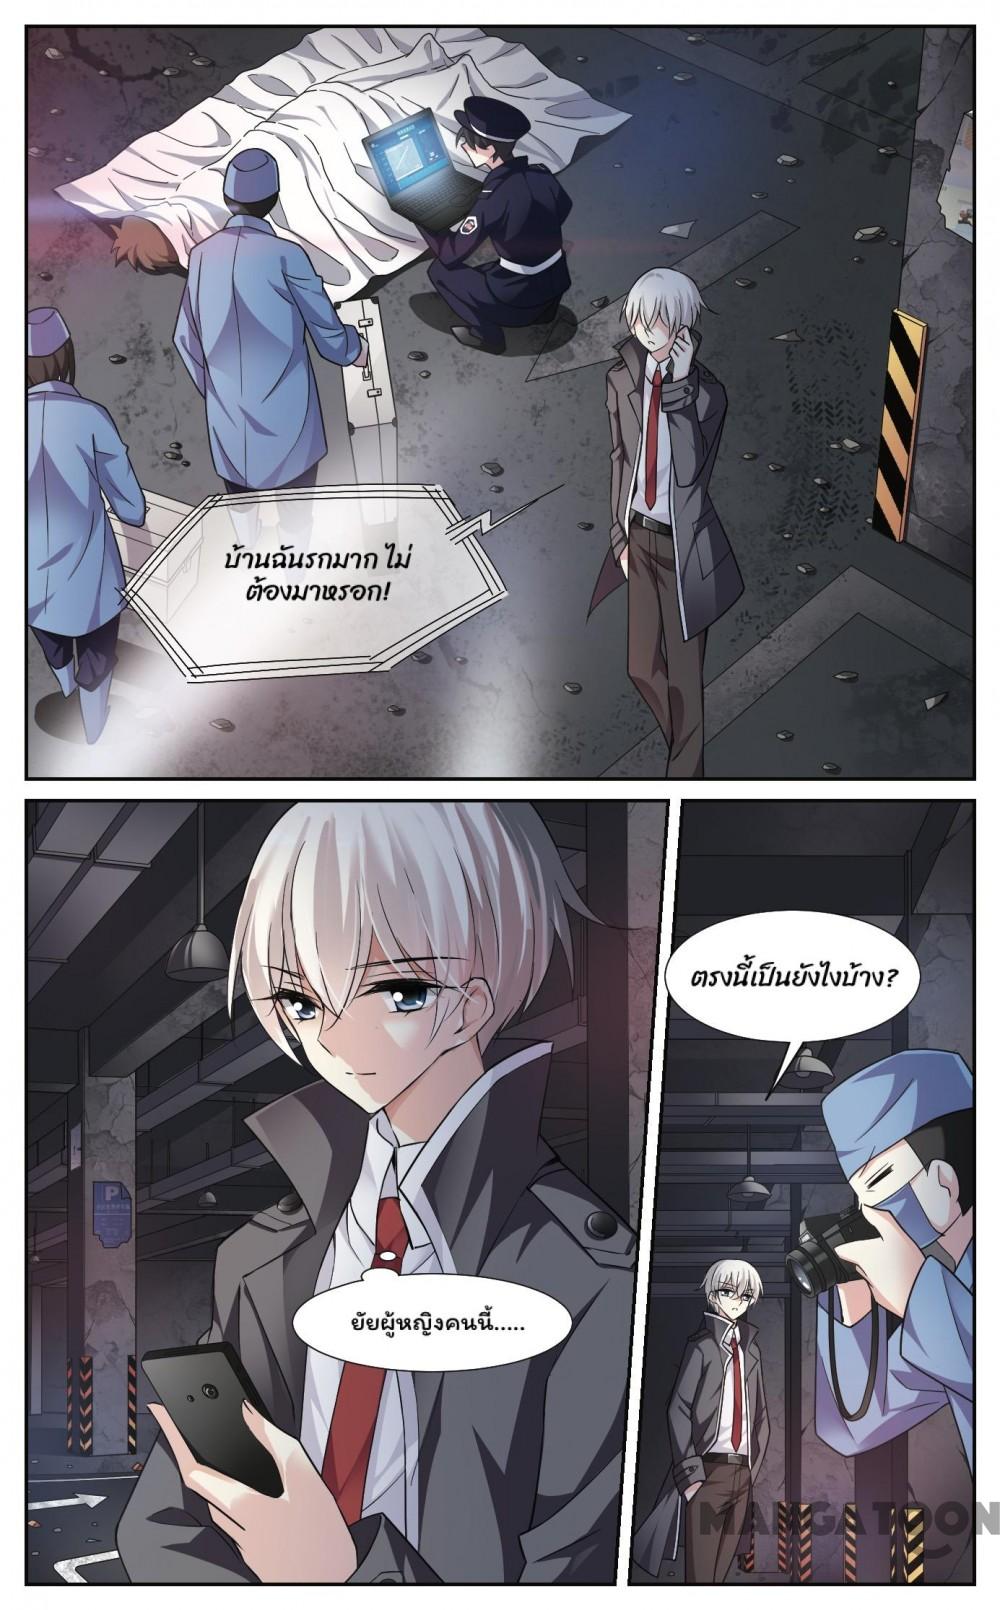 บ้านฉันรกมาก ไม่
ต้องมาหรอก!
ยัยผู้หญิงคนนี้.....
ตรงนี้เป็นยังไงบ้าง?
P
MANGATOON